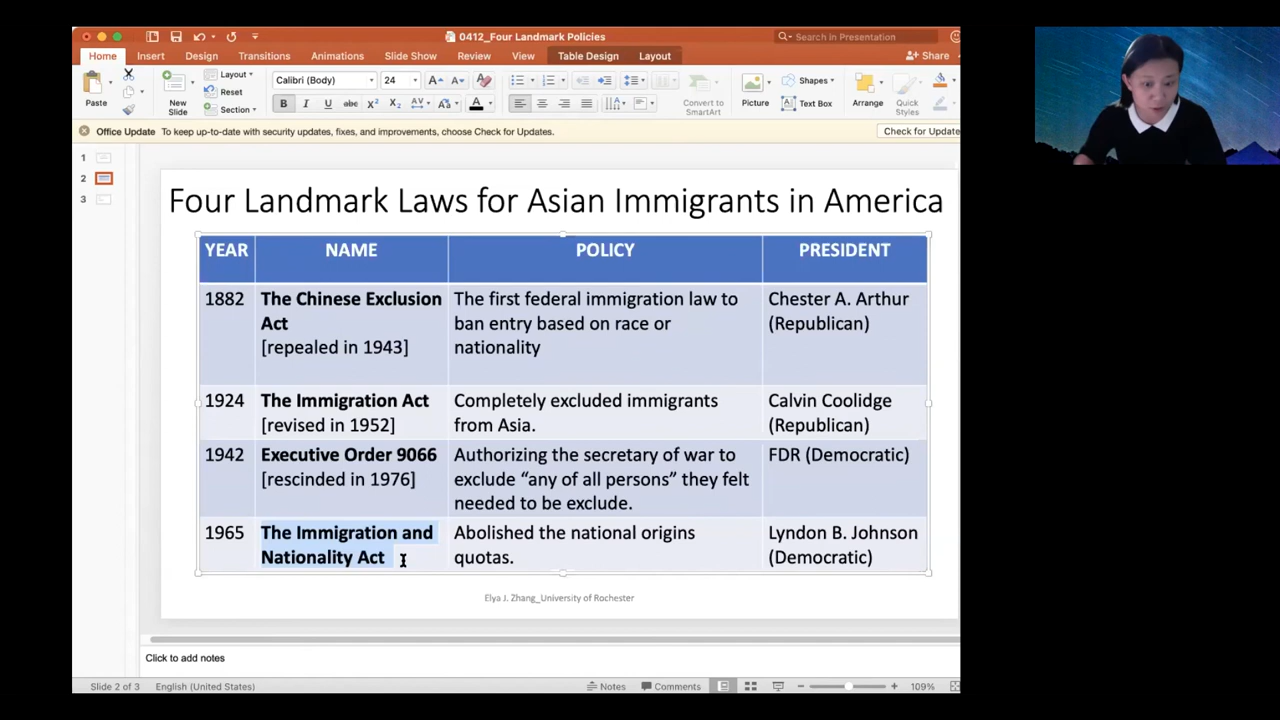 0412_Four Landmark Policies
Search in Presentation
Home Insert Design Transitions Animations Slide Show Review View Table Design Layout
Share
Paste
New
Slide
Layout
Reset
Section
Calibri (Body)
24
Convert to
SmartArt
Picture
Shapes
Text Box
Arrange
Quick
Styles
Office Update To keep up-to-date with security updates, fixes, and improvements, choose Check for Updates.
Check for Update
1
2
3
Four Landmark Laws for Asian Immigrants in America
YEAR NAME POLICY PRESIDENT
1882
The Chinese Exclusion
Act
[repealed in 1943]
The first federal immigration law to
ban entry based on race or
nationality
Chester A. Arthur
(Republican)
1924
The Immigration Act
[revised in 1952]
Completely excluded immigrants
from Asia.
Calvin Coolidge
(Republican)
1942
Executive Order 9066
[rescinded in 1976]
Authorizing the secretary of war to
exclude “any of all persons” they felt
needed to be exclude.
FDR (Democratic)
1965
The Immigration and
Nationality Act
Abolished the national origins
quotas.
Lyndon B. Johnson
(Democratic)
Elya J. Zhang_University of Rochester
Click to add notes
Slide 2 of 3 English (United States) Notes Comments 109%